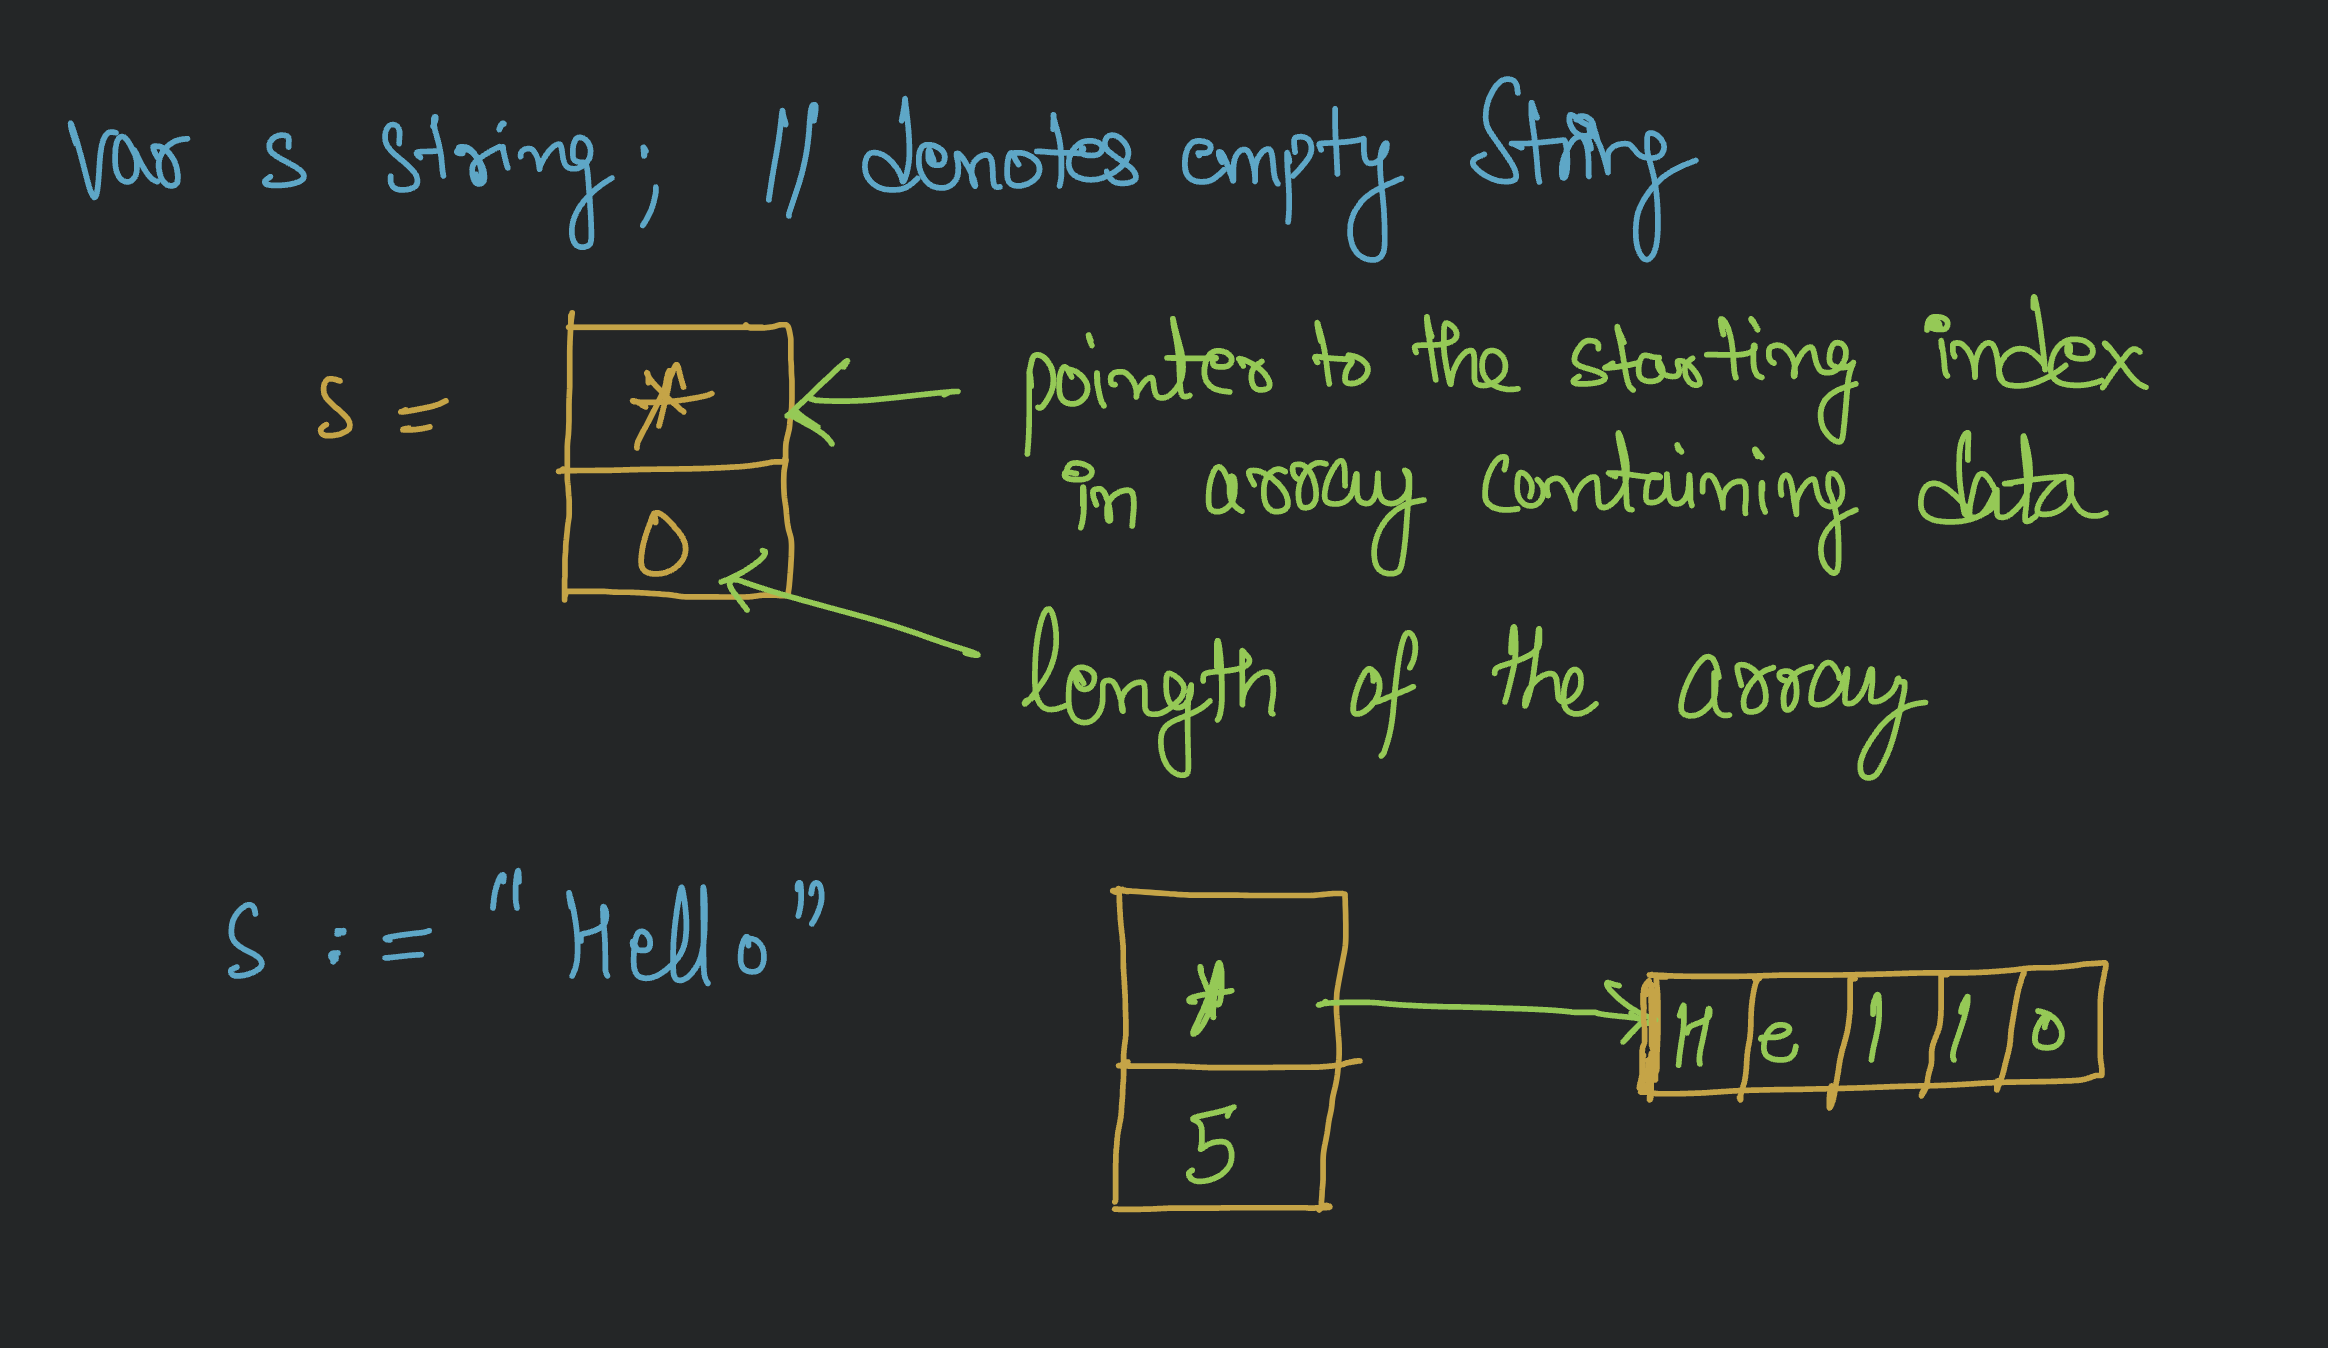 var s string; // denotes empty String
s = * pointer to the starting index
in array containing data
0
length of the array
S := "Hello"
* H e l l o
5